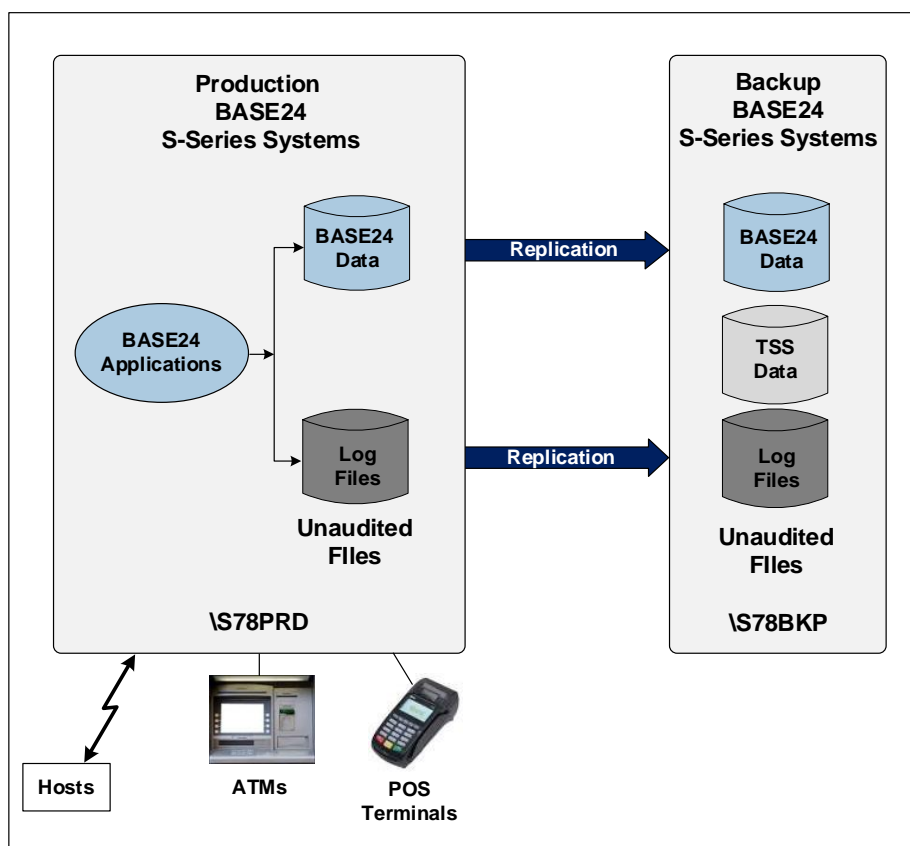 Production
BASE24
S-Series Systems
BASE24
Data
BASE24
Applications
Log
Files
Unaudited
FIles
\S78PRD
Replication
Replication
Backup
BASE24
S-Series Systems
BASE24
Data
TSS
Data
Log
Files
Unaudited
FIles
\S78BKP
Hosts
ATMs
POS
Terminals